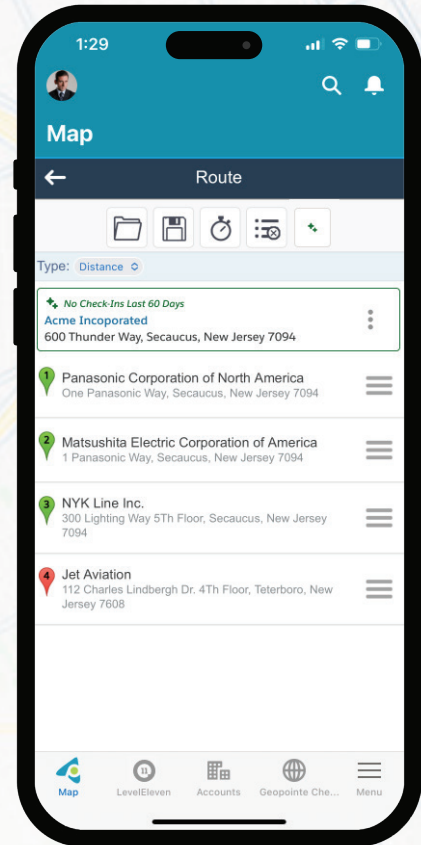 1:29
Map
Route
Type: Distance
No Check-Ins Last 60 Days
Acme Incoporated
600 Thunder Way, Secaucus, New Jersey 7094
1
Panasonic Corporation of North America
One Panasonic Way, Secaucus, New Jersey 7094
2
Matsushita Electric Corporation of America
1 Panasonic Way, Secaucus, New Jersey 7094
3
NYK Line Inc.
300 Lighting Way 5Th Floor, Secaucus, New Jersey
7094
4
Jet Aviation
112 Charles Lindbergh Dr. 4Th Floor, Teterboro, New
Jersey 7608
11
Map LevelEleven Accounts Geopointe Che... Menu